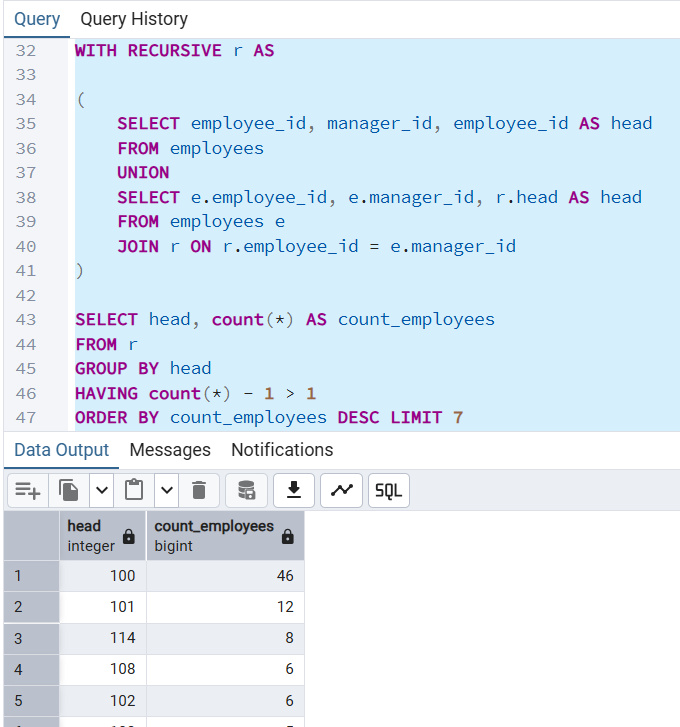 Query Query History
32 WITH RECURSIVE r AS
33
34 (
35 SELECT employee_id, manager_id, employee_id AS head
36 FROM employees
37 UNION
38 SELECT e.employee_id, e.manager_id, r.head AS head
39 FROM employees e
40 JOIN r ON r.employee_id = e.manager_id
41 )
42
43 SELECT head, count(*) AS count_employees
44 FROM r
45 GROUP BY head
46 HAVING count(*) - 1 > 1
47 ORDER BY count_employees DESC LIMIT 7
Data Output Messages Notifications
SQL
head count_employees
integer bigint
1 100 46
2 101 12
3 114 8
4 108 6
5 102 6